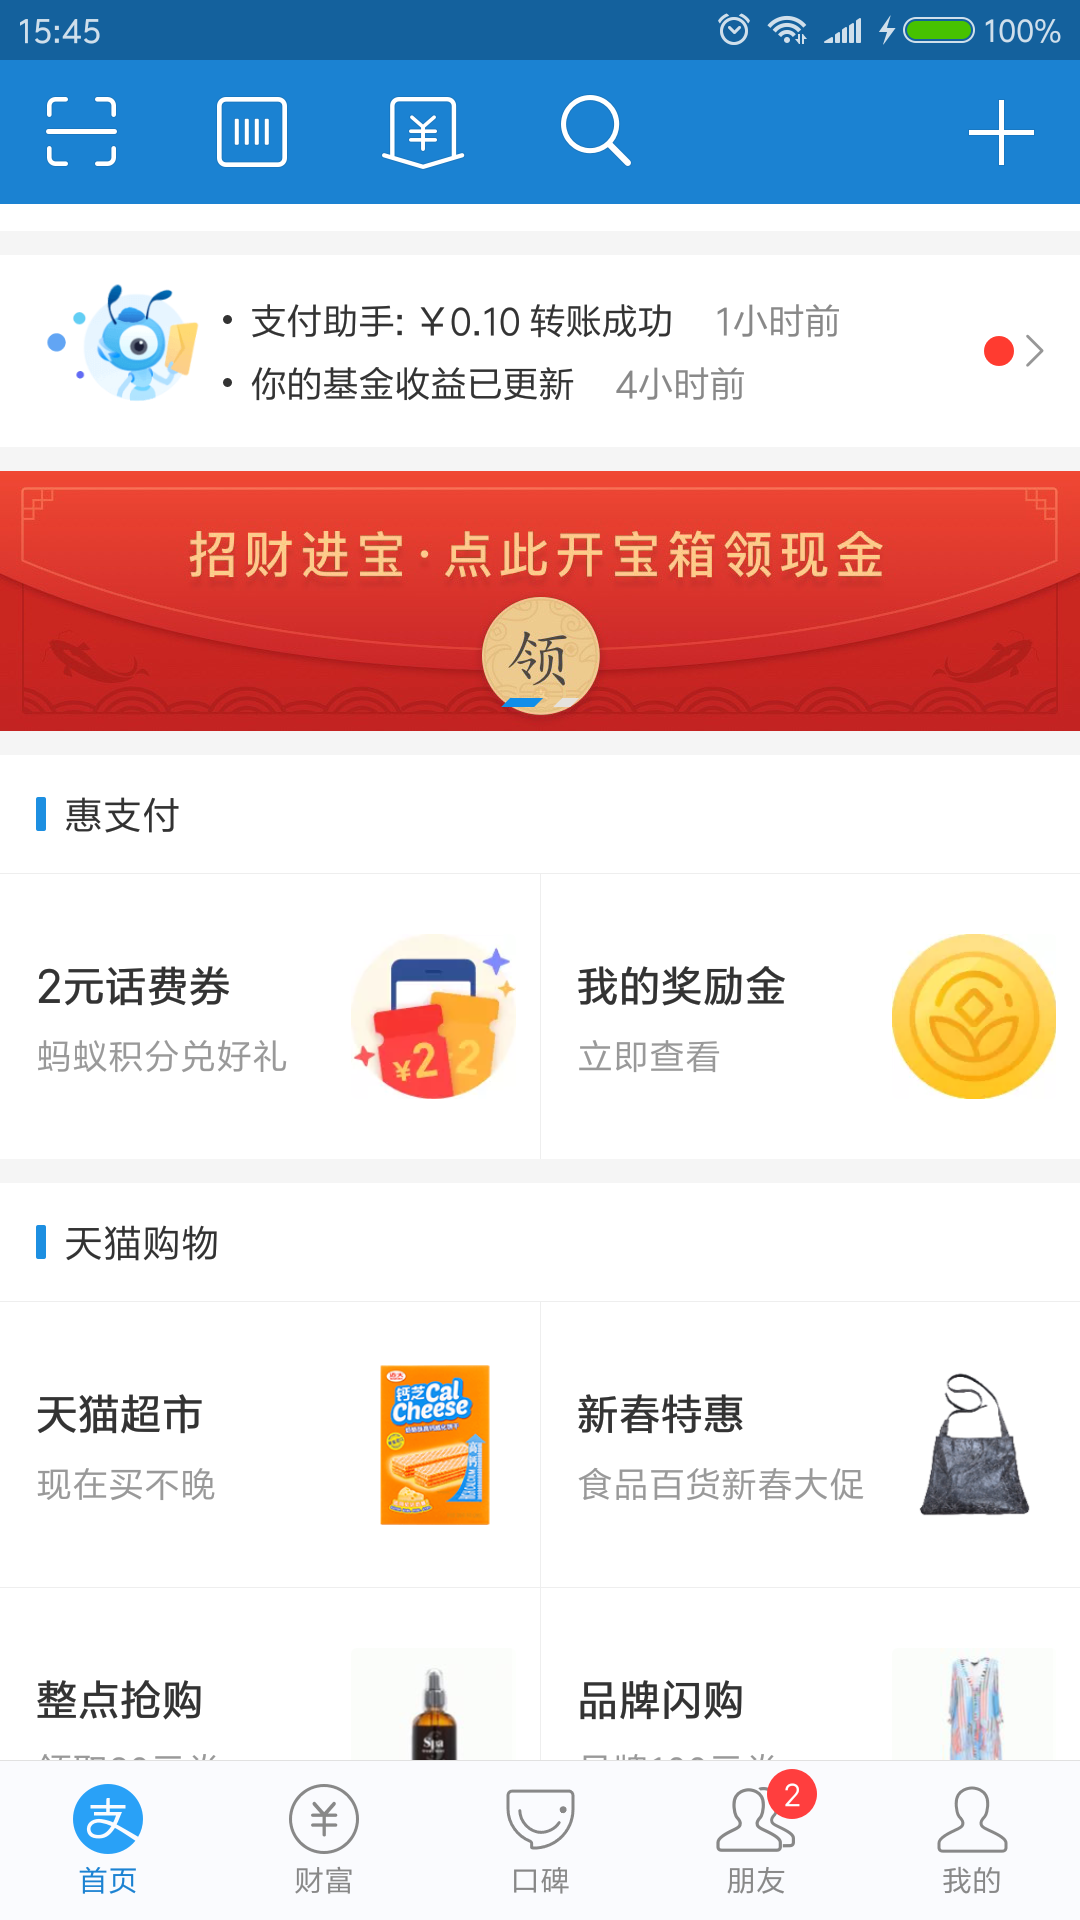 15:45
100%
支付助手: ¥0.10 转账成功 1小时前
你的基金收益已更新 4小时前
招财进宝·点此开宝箱领现金
领
惠支付
2元话费券
蚂蚁积分兑好礼
¥2 2
我的奖励金
立即查看
天猫购物
天猫超市
现在买不晚
钙芝 Cal Cheese
新春特惠
食品百货新春大促
整点抢购
Spa
品牌闪购
支
首页
财富
口碑
2
朋友
我的